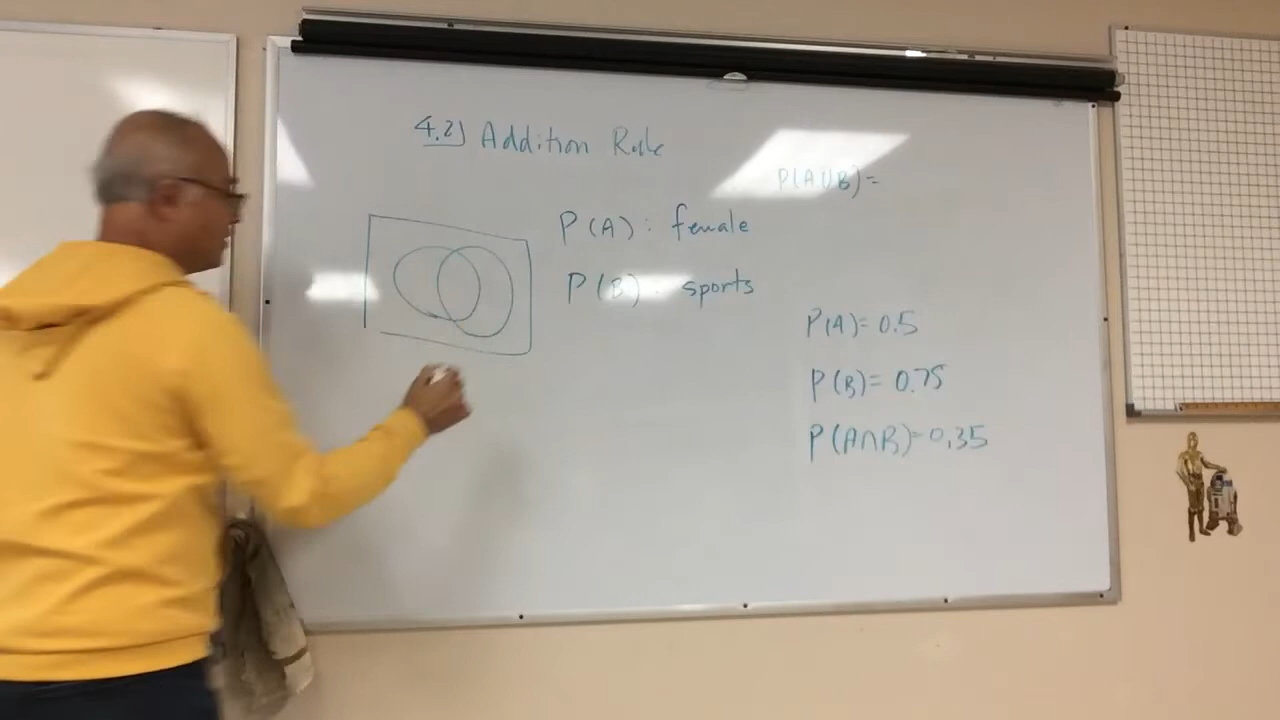 4.2) Addition Rule
P(A∪B)=
P(A): female
P(B): sports
P(A)= 0.5
P(B)= 0.75
P(A∩B)=0.35